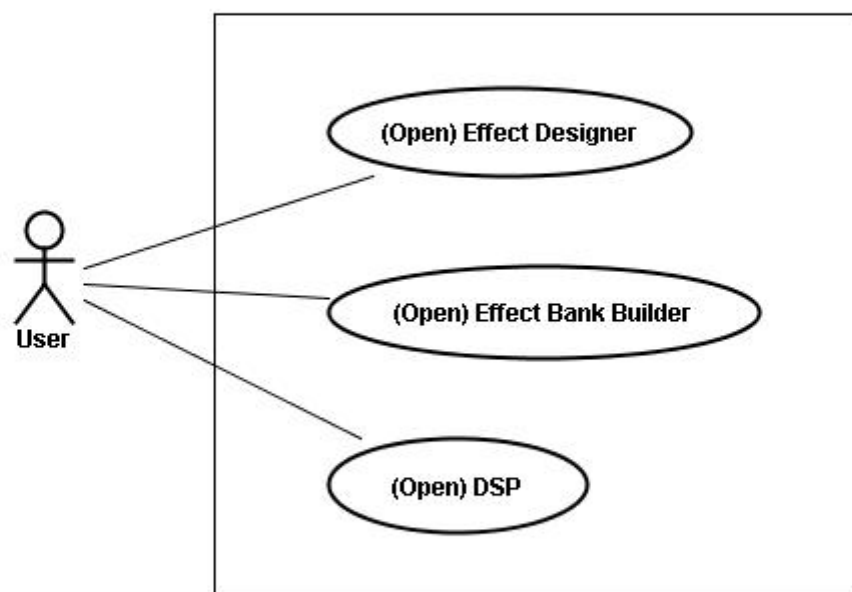 (Open) Effect Designer
User
(Open) Effect Bank Builder
(Open) DSP